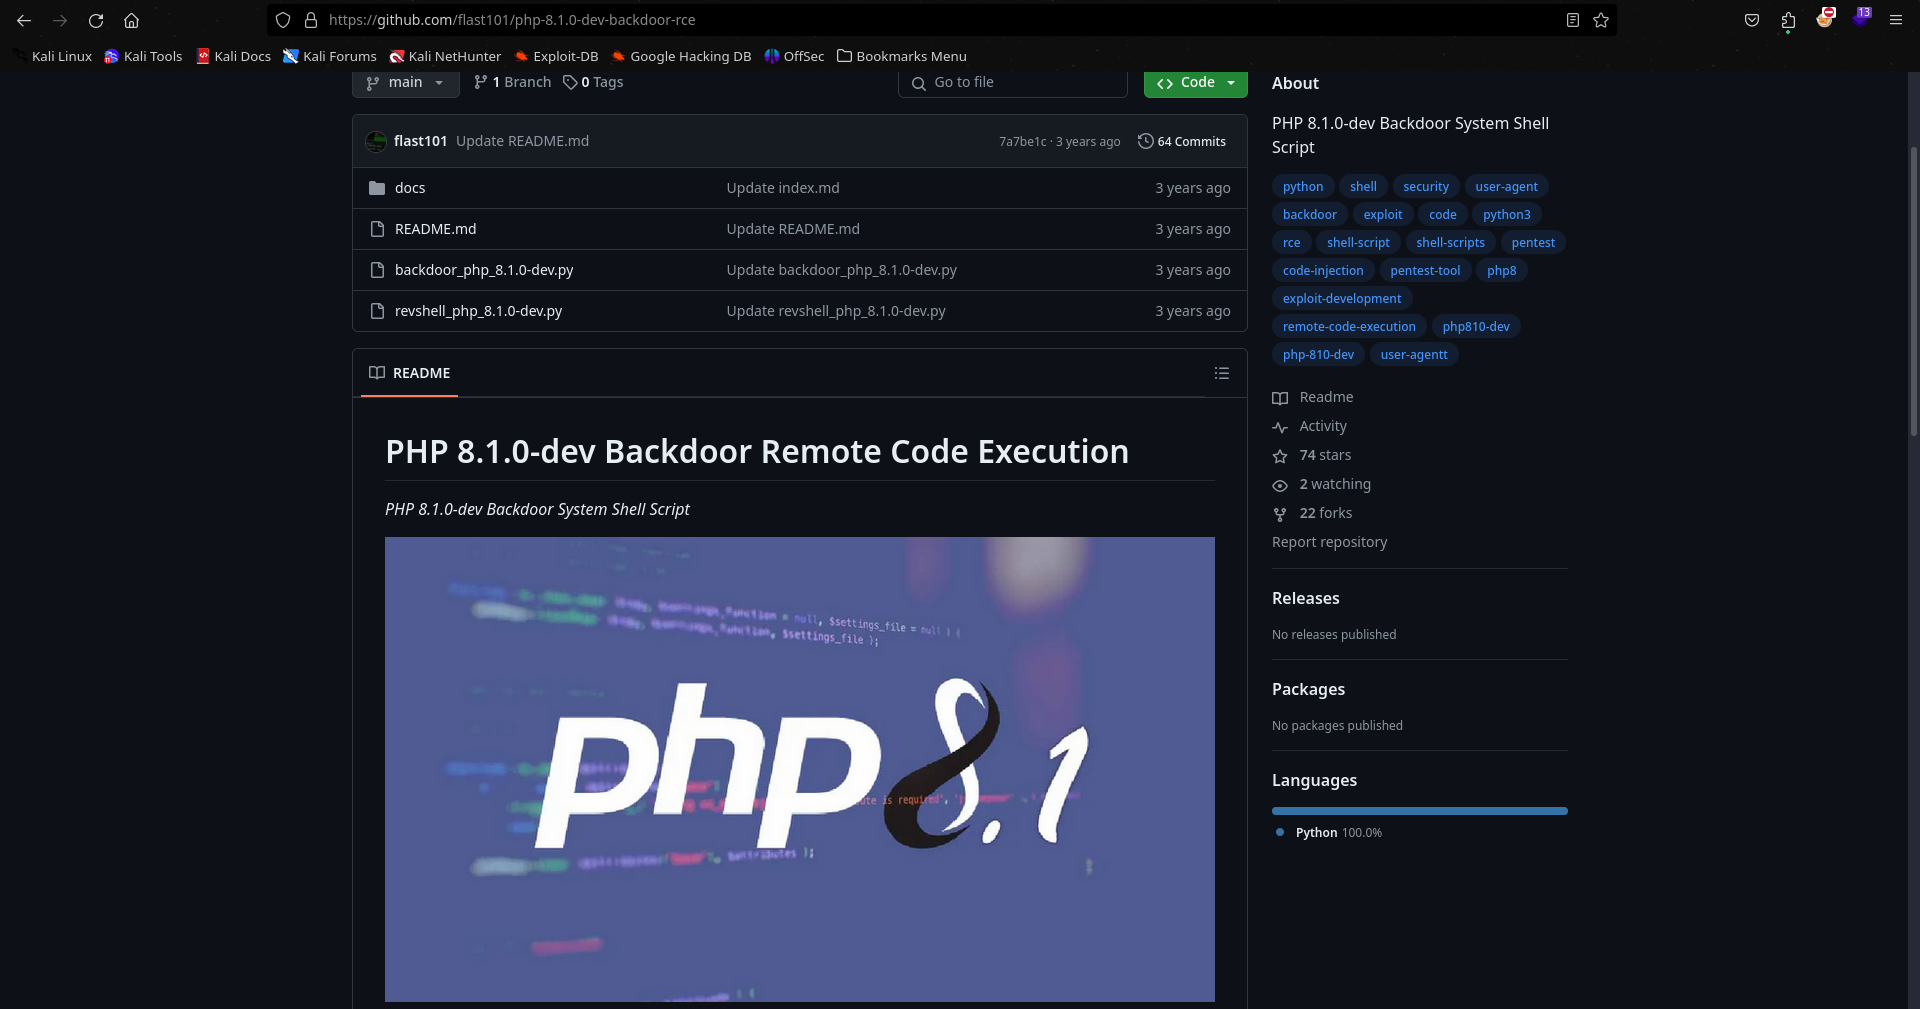 https://github.com/flast101/php-8.1.0-dev-backdoor-rce
13
Kali Linux Kali Tools Kali Docs Kali Forums Kali NetHunter Exploit-DB Google Hacking DB OffSec Bookmarks Menu
main 1 Branch 0 Tags Go to file Code
flast101 Update README.md 7a7be1c · 3 years ago 64 Commits
docs Update index.md 3 years ago
README.md Update README.md 3 years ago
backdoor_php_8.1.0-dev.py Update backdoor_php_8.1.0-dev.py 3 years ago
revshell_php_8.1.0-dev.py Update revshell_php_8.1.0-dev.py 3 years ago
README
PHP 8.1.0-dev Backdoor Remote Code Execution
PHP 8.1.0-dev Backdoor System Shell Script
= null, $settings_file = null ) {
$settings_file );
php 8.1
ute is required', '
$attributes );
About
PHP 8.1.0-dev Backdoor System Shell
Script
python shell security user-agent
backdoor exploit code python3
rce shell-script shell-scripts pentest
code-injection pentest-tool php8
exploit-development
remote-code-execution php810-dev
php-810-dev user-agentt
Readme
Activity
74 stars
2 watching
22 forks
Report repository
Releases
No releases published
Packages
No packages published
Languages
Python 100.0%